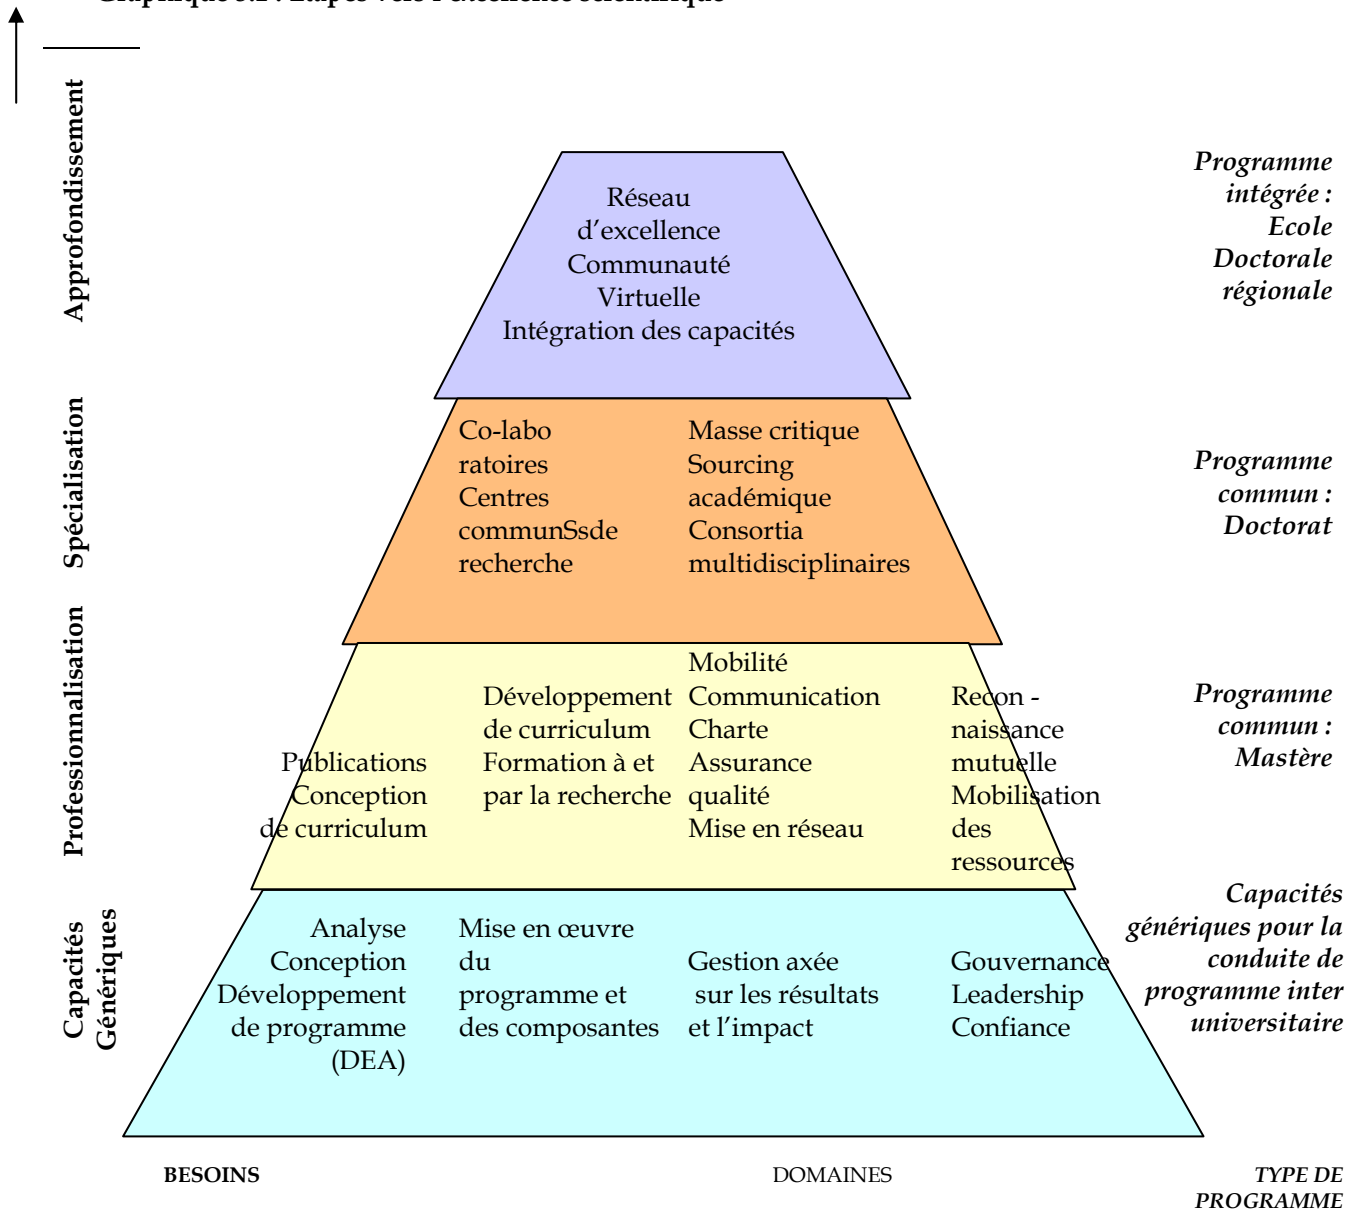 Approfondissement
Réseau
d'excellence
Communauté
Virtuelle
Intégration des capacités
Programme
intégrée :
Ecole
Doctorale
régionale
Spécialisation
Co-labo
ratoires
Centres
communSsde
recherche
Masse critique
Sourcing
académique
Consortia
multidisciplinaires
Programme
commun :
Doctorat
Professionnalisation
Publications
Conception
de curriculum
Développement
de curriculum
Formation à et
par la recherche
Mobilité
Communication
Charte
Assurance
qualité
Mise en réseau
Recon -
naissance
mutuelle
Mobilisation
des
ressources
Programme
commun :
Mastère
Capacités
Génériques
Analyse
Conception
Développement
de programme
(DEA)
Mise en œuvre
du
programme et
des composantes
Gestion axée
sur les résultats
et l'impact
Gouvernance
Leadership
Confiance
Capacités
génériques pour la
conduite de
programme inter
universitaire
BESOINS
DOMAINES
TYPE DE
PROGRAMME